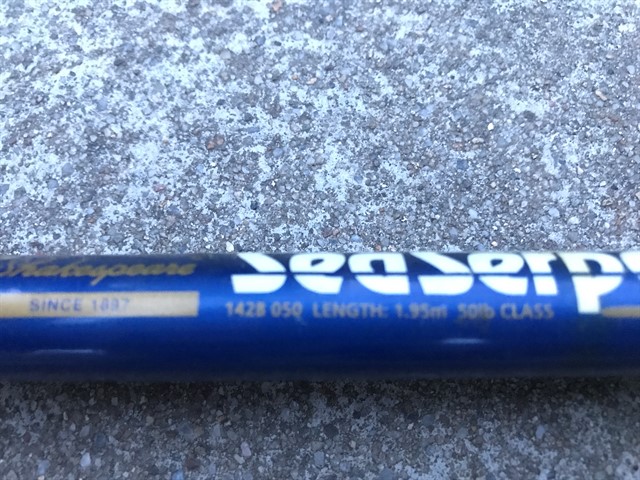 Shakespeare
SINCE 1897
SeaSerp
1428 050 LENGTH: 1.95m 50lb CLASS